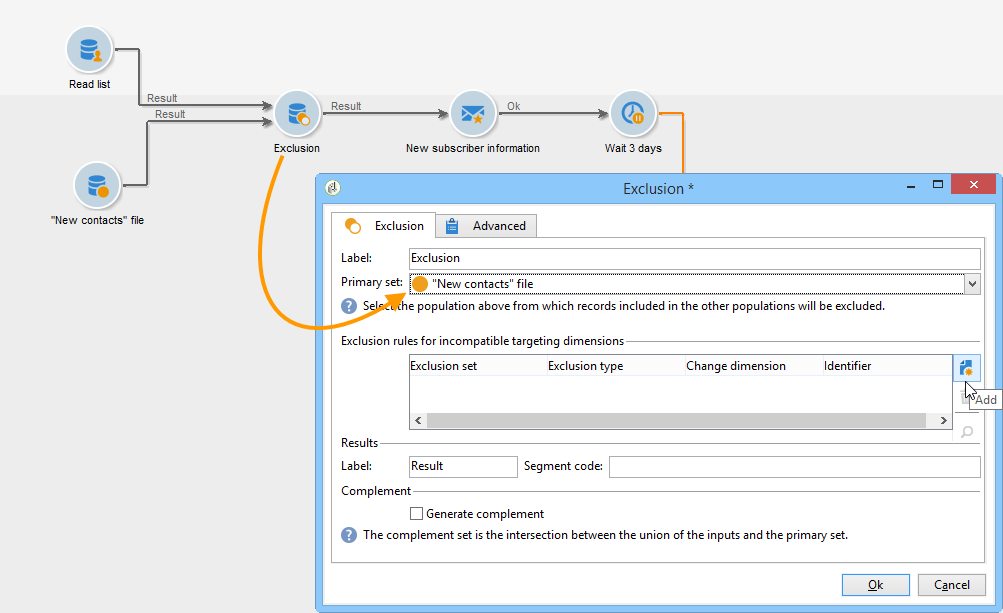 Read list
Result
Result
Result
Ok
Exclusion
New subscriber information
Wait 3 days
"New contacts" file
Exclusion *
Exclusion
Advanced
Label:
Exclusion
Primary set:
"New contacts" file
Select the population above from which records included in the other populations will be excluded.
Exclusion rules for incompatible targeting dimensions
Exclusion set
Exclusion type
Change dimension
Identifier
Add
Results
Label:
Result
Segment code:
Complement
Generate complement
The complement set is the intersection between the union of the inputs and the primary set.
Ok
Cancel